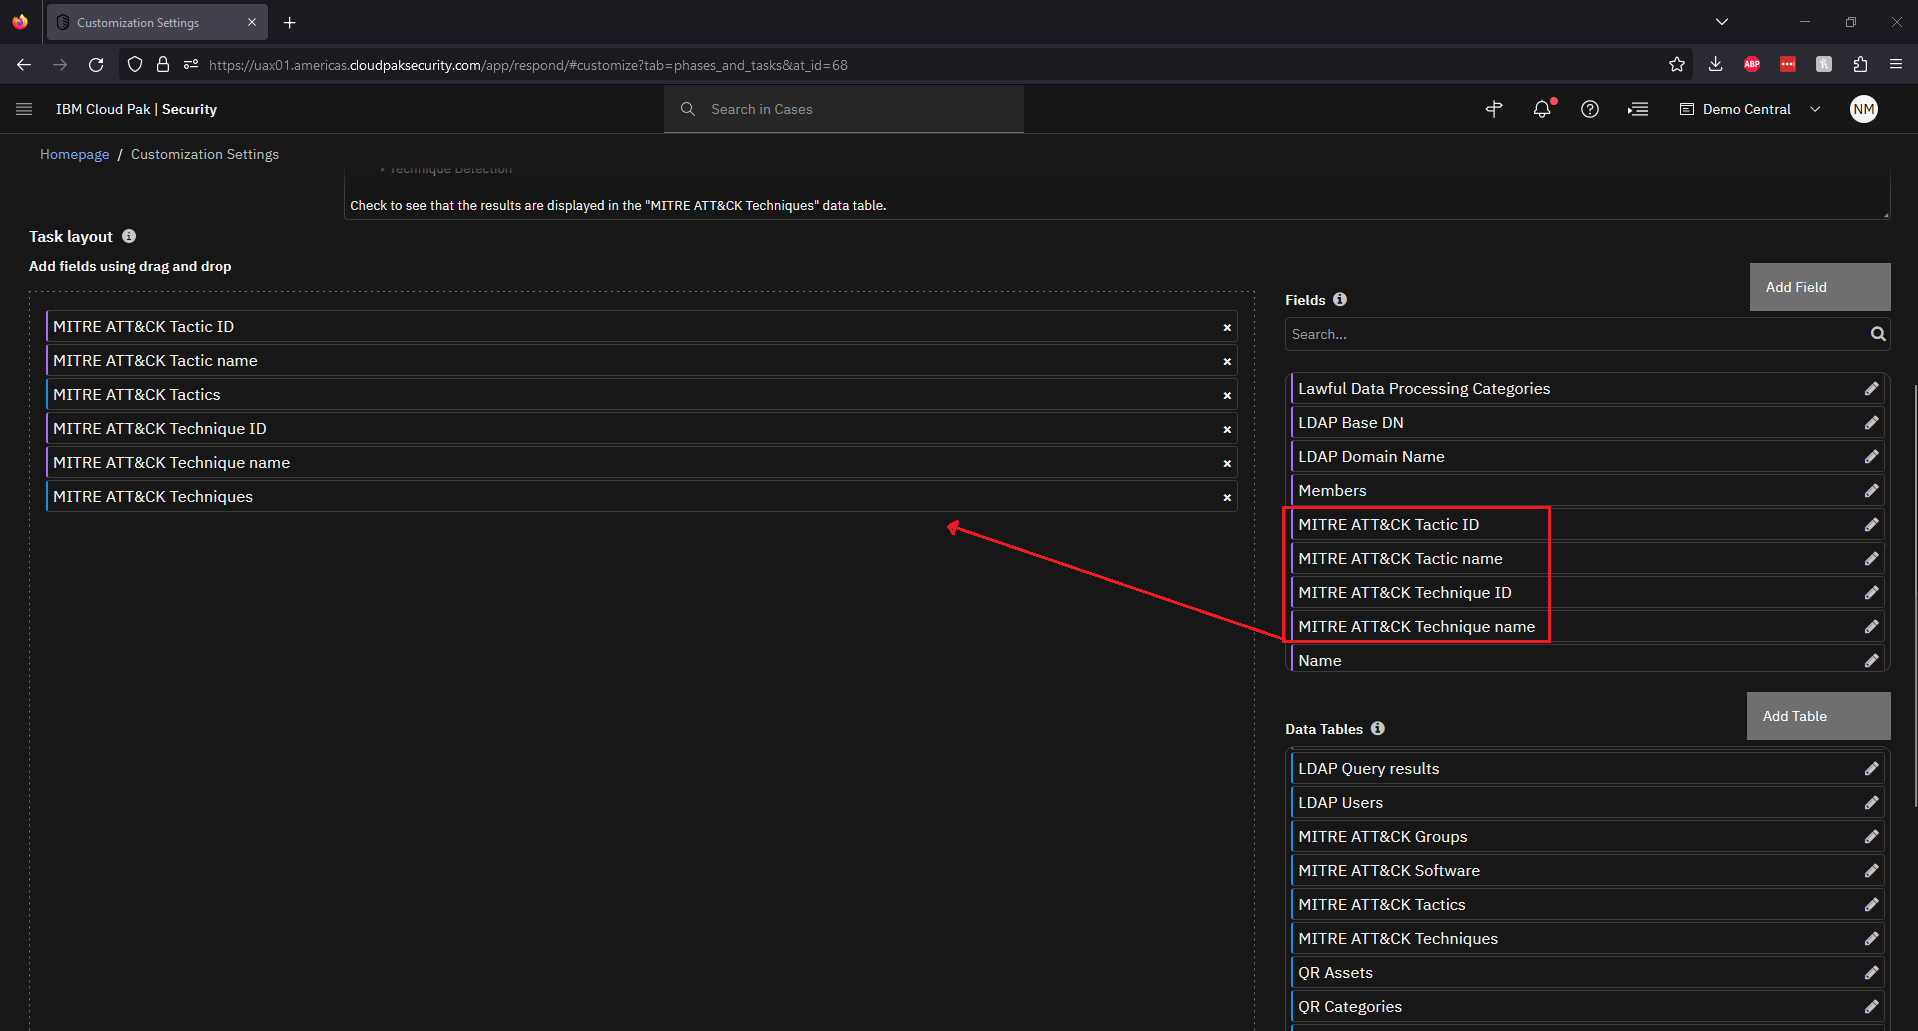 Customization Settings
https://uax01.americas.cloudpaksecurity.com/app/respond/#customize?tab=phases_and_tasks&at_id=68
ABP
IBM Cloud Pak | Security
Search in Cases
Demo Central
NM
Homepage / Customization Settings
• Technique Detection
Check to see that the results are displayed in the "MITRE ATT&CK Techniques" data table.
Task layout
Add fields using drag and drop
MITRE ATT&CK Tactic ID
MITRE ATT&CK Tactic name
MITRE ATT&CK Tactics
MITRE ATT&CK Technique ID
MITRE ATT&CK Technique name
MITRE ATT&CK Techniques
Fields
Add Field
Search...
Lawful Data Processing Categories
LDAP Base DN
LDAP Domain Name
Members
MITRE ATT&CK Tactic ID
MITRE ATT&CK Tactic name
MITRE ATT&CK Technique ID
MITRE ATT&CK Technique name
Name
Data Tables
Add Table
LDAP Query results
LDAP Users
MITRE ATT&CK Groups
MITRE ATT&CK Software
MITRE ATT&CK Tactics
MITRE ATT&CK Techniques
QR Assets
QR Categories